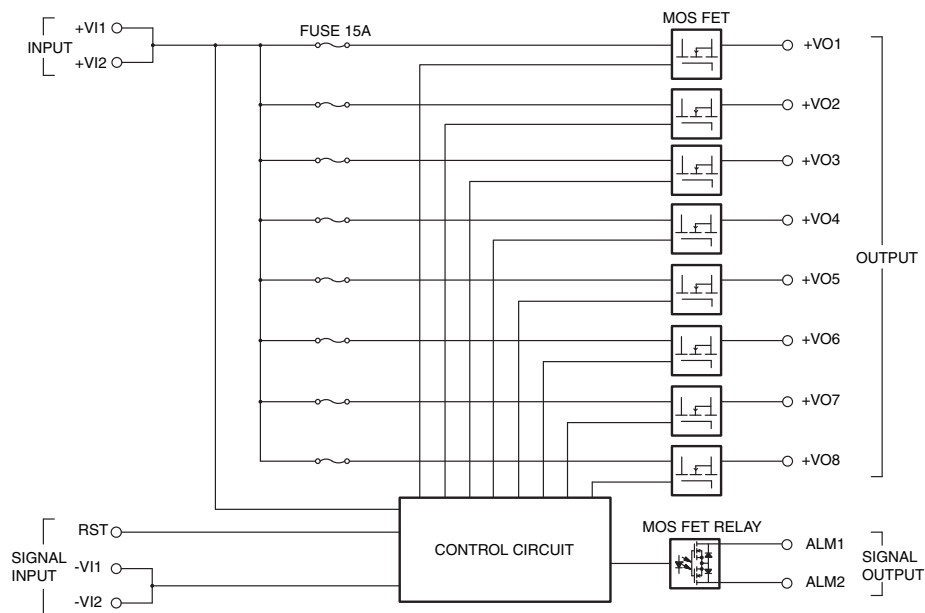 MOS FET
+VI1
INPUT
+VI2
FUSE 15A
+VO1
+VO2
+VO3
+VO4
OUTPUT
+VO5
+VO6
+VO7
+VO8
RST
SIGNAL
INPUT
-VI1
-VI2
CONTROL CIRCUIT
MOS FET RELAY
ALM1
SIGNAL
OUTPUT
ALM2